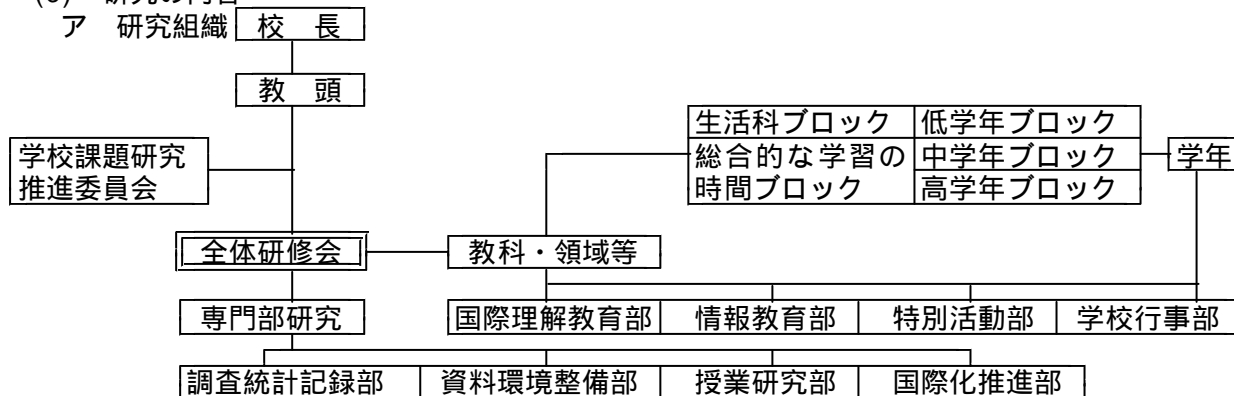 ア 研究組織
校 長
教 頭
学校課題研究
推進委員会
生活科ブロック 低学年ブロック
総合的な学習の 中学年ブロック 学年
時間ブロック 高学年ブロック
全体研修会 教科・領域等
専門部研究 国際理解教育部 情報教育部 特別活動部 学校行事部
調査統計記録部 資料環境整備部 授業研究部 国際化推進部